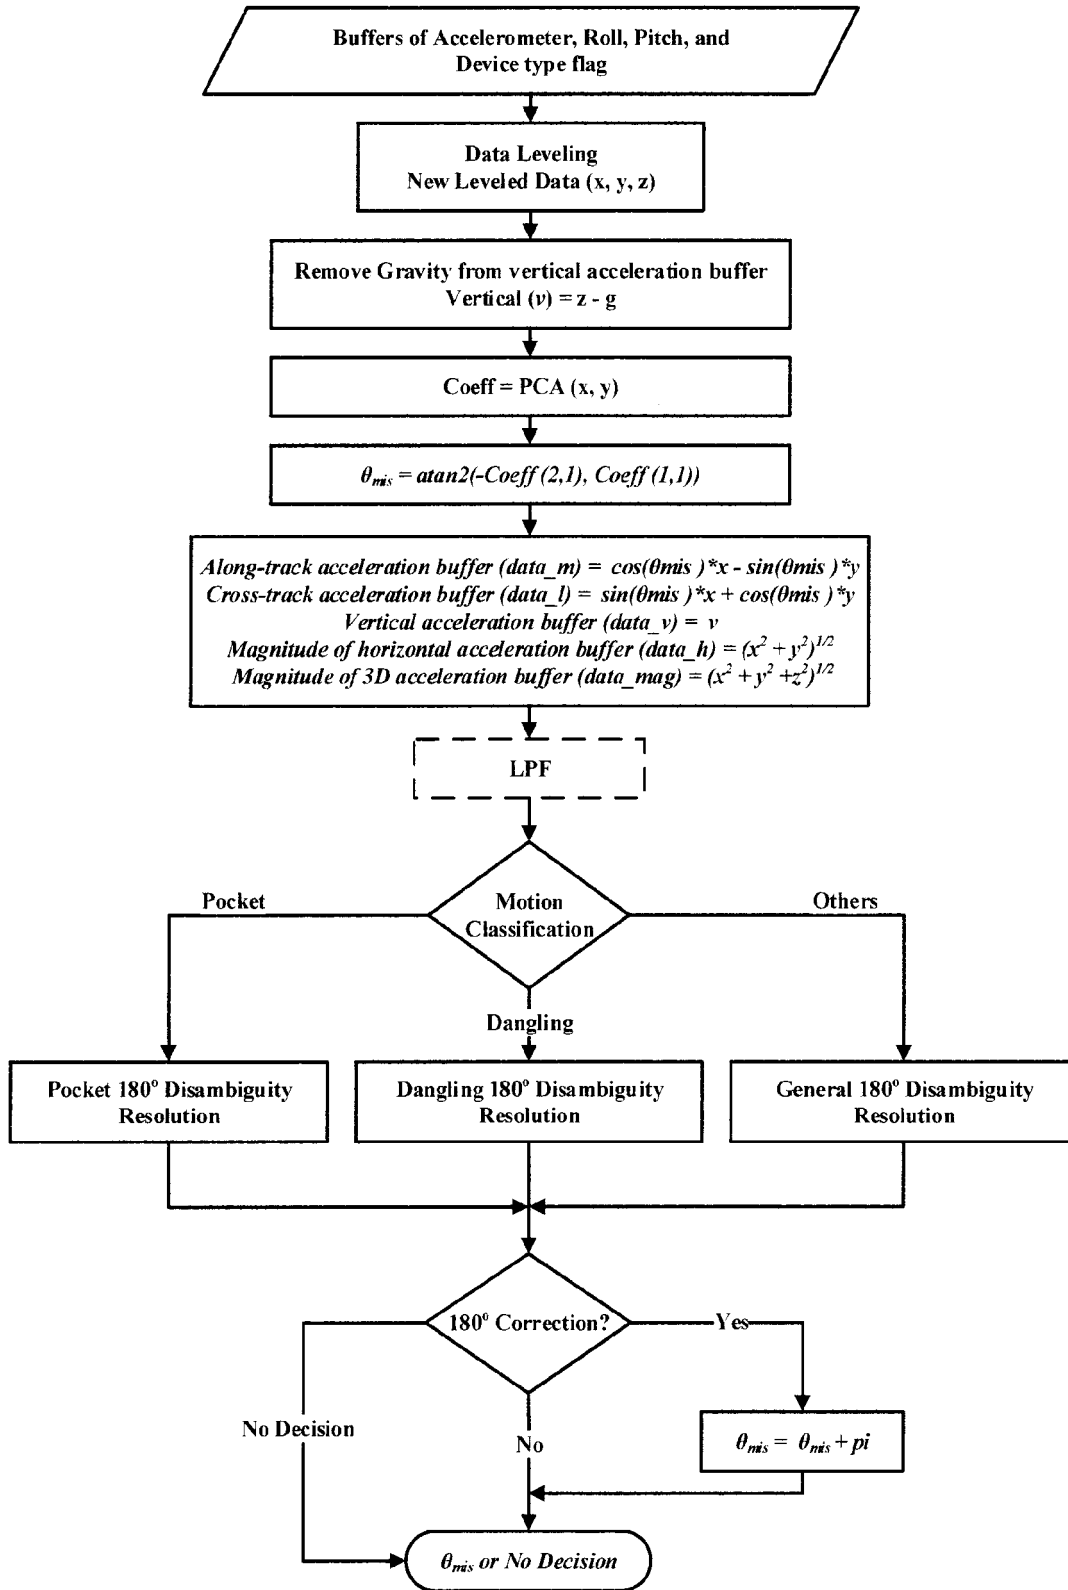 Buffers of Accelerometer, Roll, Pitch, and
Device type flag
Data Leveling
New Leveled Data (x, y, z)
Remove Gravity from vertical acceleration buffer
Vertical (v) = z - g
Coeff = PCA (x, y)
θmis = atan2(-Coeff (2,1), Coeff (1,1))
Along-track acceleration buffer (data_m) = cos(θmis )*x - sin(θmis )*y
Cross-track acceleration buffer (data_l) = sin(θmis )*x + cos(θmis )*y
Vertical acceleration buffer (data_v) = v
Magnitude of horizontal acceleration buffer (data_h) = (x² + y²)^1/2
Magnitude of 3D acceleration buffer (data_mag) = (x² + y² +z²)^1/2
LPF
Motion
Classification
Pocket
Others
Dangling
Pocket 180° Disambiguity
Resolution
Dangling 180° Disambiguity
Resolution
General 180° Disambiguity
Resolution
180° Correction?
Yes
No Decision
No
θmis = θmis + pi
θmis or No Decision